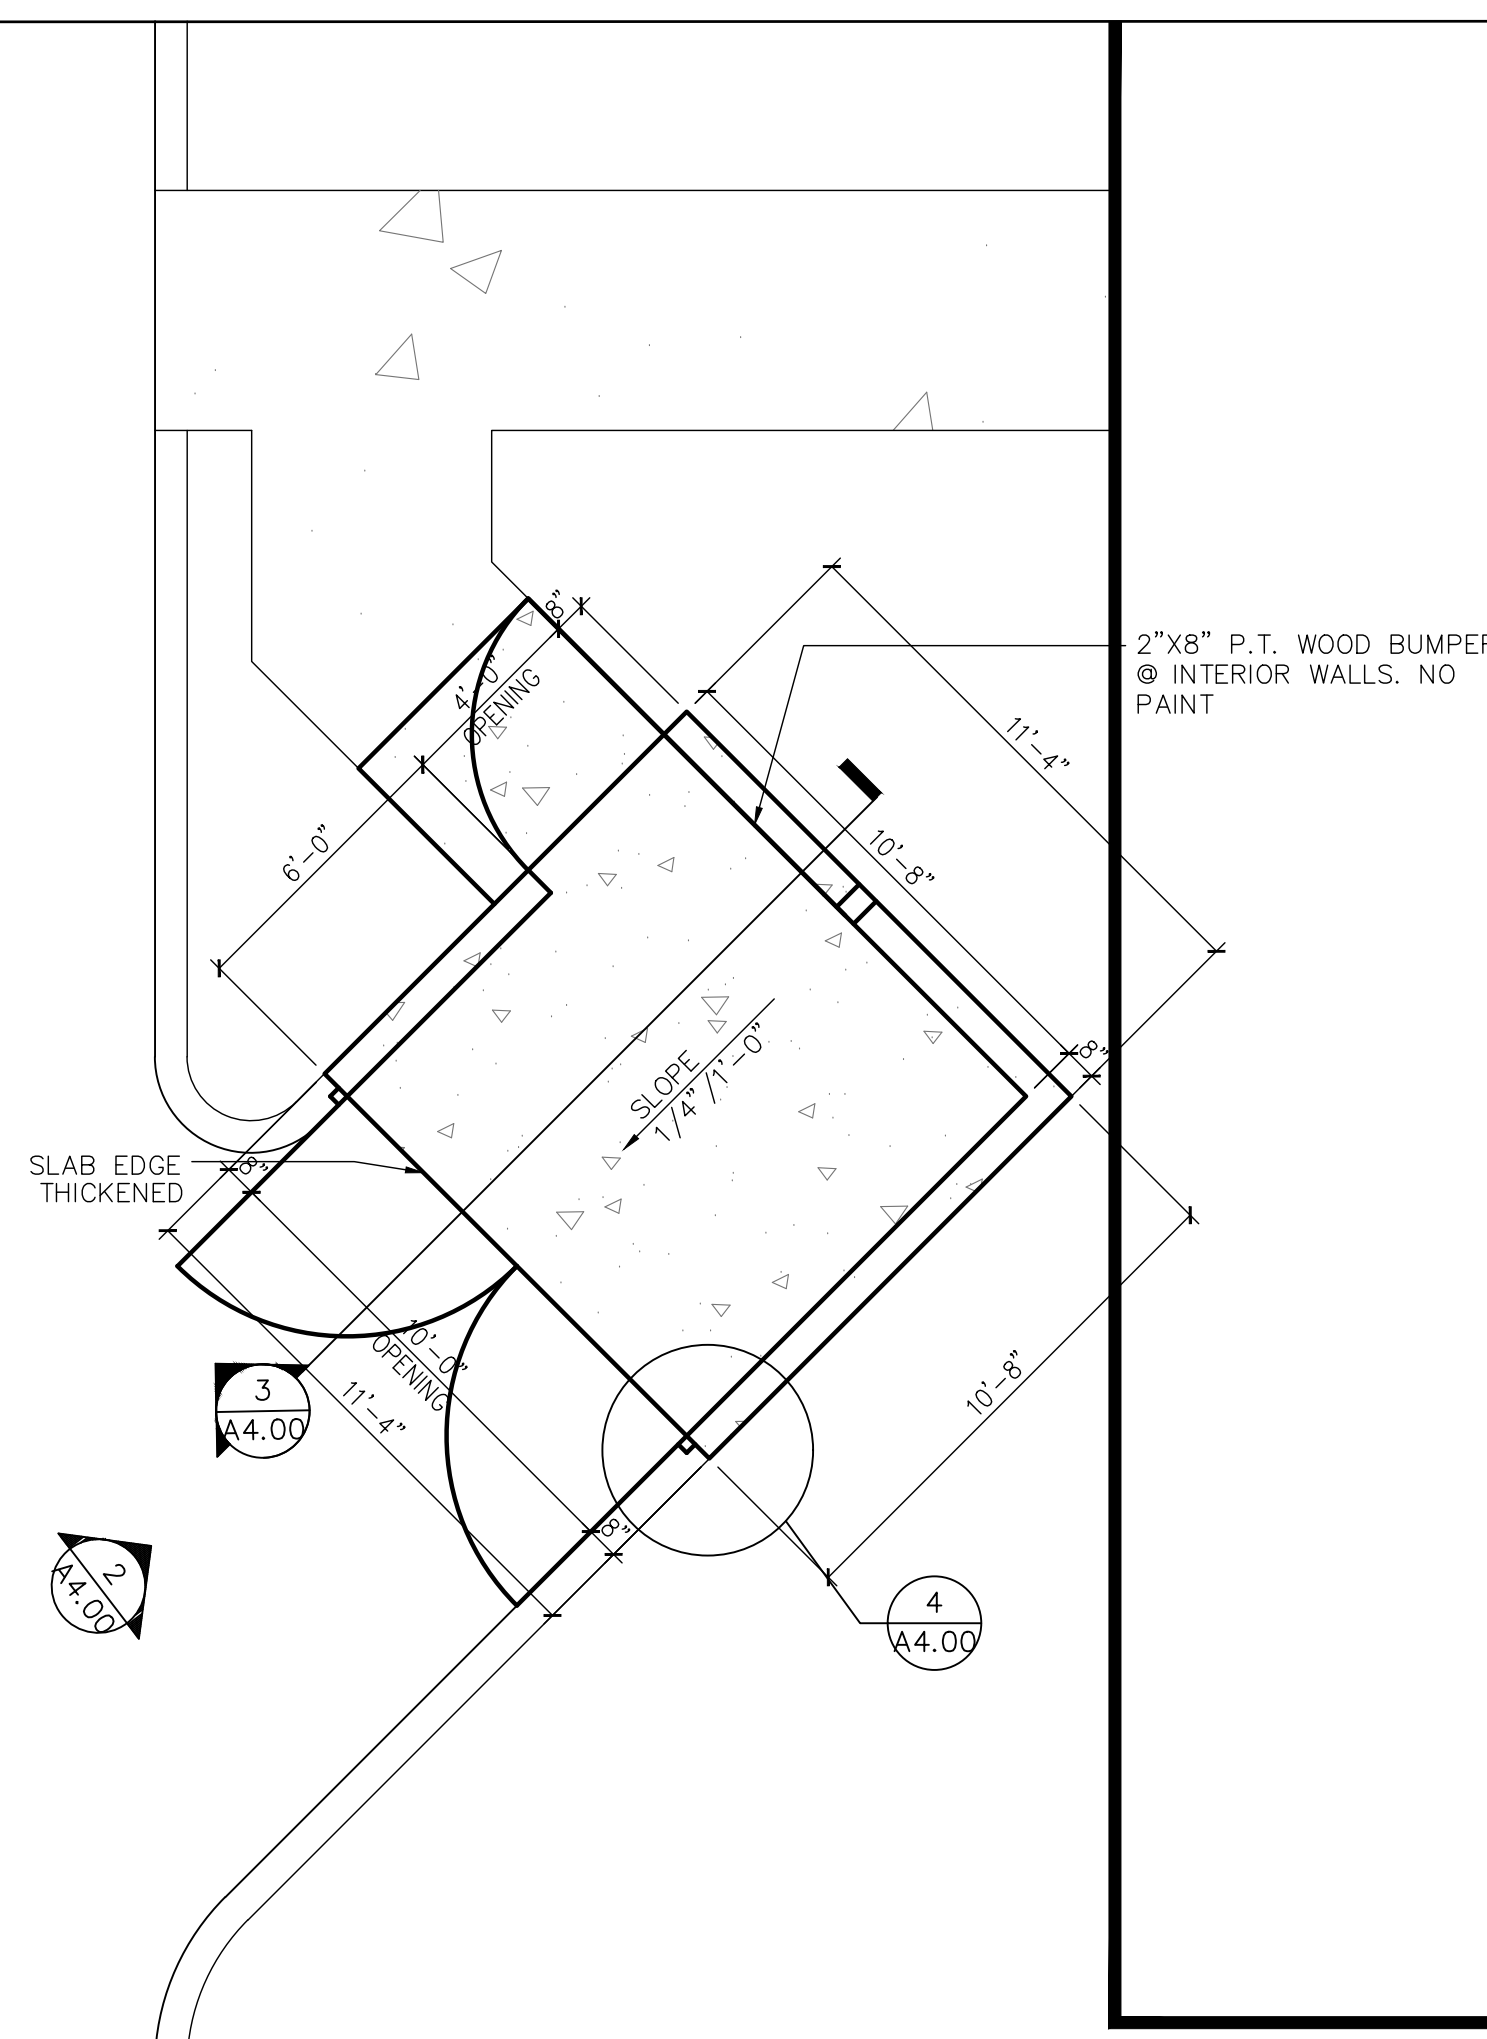 8"
4'-0"
OPENING
2"X8" P.T. WOOD BUMPER
@ INTERIOR WALLS. NO
PAINT
11'-4"
6'-0"
10'-8"
8"
SLOPE
1/4" /1'-0"
SLAB EDGE
THICKENED
8"
10'-0"
OPENING
11'-4"
10'-8"
3
A4.00
8"
2
A4.00
4
A4.00